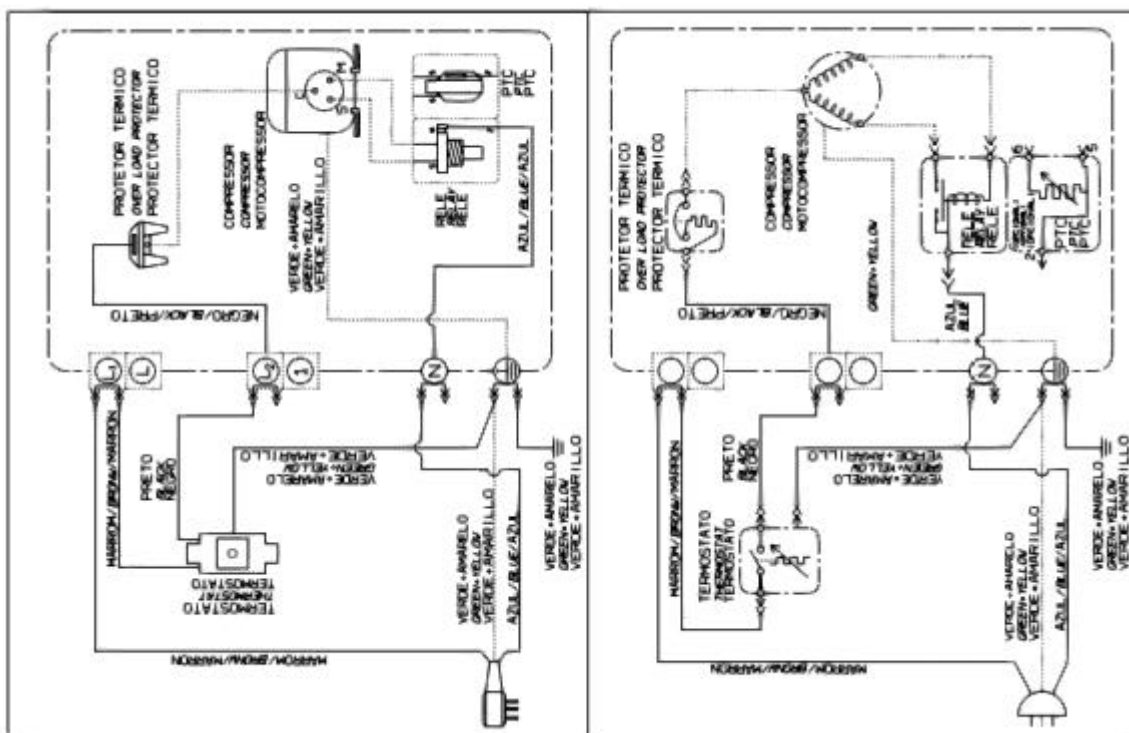 PROTETOR TERMICO
OVER LOAD PROTECTOR
PROTECTOR TERMICO
COMPRESSOR
COMPRESSOR
MOTOCOMPRESSOR
C
M
S
PTC
PTC
PTC
RELE
RELAY
RELE
AZUL/BLUE/AZUL
VERDE+AMARELO
GREEN+YELLOW
VERDE+AMARILLO
NEGRO/BLACK/PRETO
L1
L
L2
1
N
MARROM/BROWN/MARRON
PRETO
BLACK
NEGRO
VERDE+AMARILLO
GREEN+YELLOW
VERDE+AMARELO
TERMOSTATO
THERMOSTAT
TERMOSTATO
VERDE+AMARELO
GREEN+YELLOW
VERDE+AMARILLO
AZUL/BLUE/AZUL
VERDE+AMARELO
GREEN+YELLOW
VERDE+AMARILLO
MARROM/BROWN/MARRON
PROTETOR TERMICO
OVER LOAD PROTECTOR
PROTECTOR TERMICO
COMPRESSOR
COMPRESSOR
MOTOCOMPRESSOR
GREEN+YELLOW
RELE
RELAY
RELE
6
5
2
PTC
PTC
PTC
AZUL
BLUE
NEGRO/BLACK/PRETO
N
MARROM/BROWN/MARRON
PRETO
BLACK
NEGRO
VERDE+AMARILLO
GREEN+YELLOW
VERDE+AMARELO
TERMOSTATO
THERMOSTAT
TERMOSTATO
VERDE+AMARELO
GREEN+YELLOW
VERDE+AMARILLO
AZUL/BLUE/AZUL
VERDE+AMARELO
GREEN+YELLOW
VERDE+AMARILLO
MARROM/BROWN/MARRON